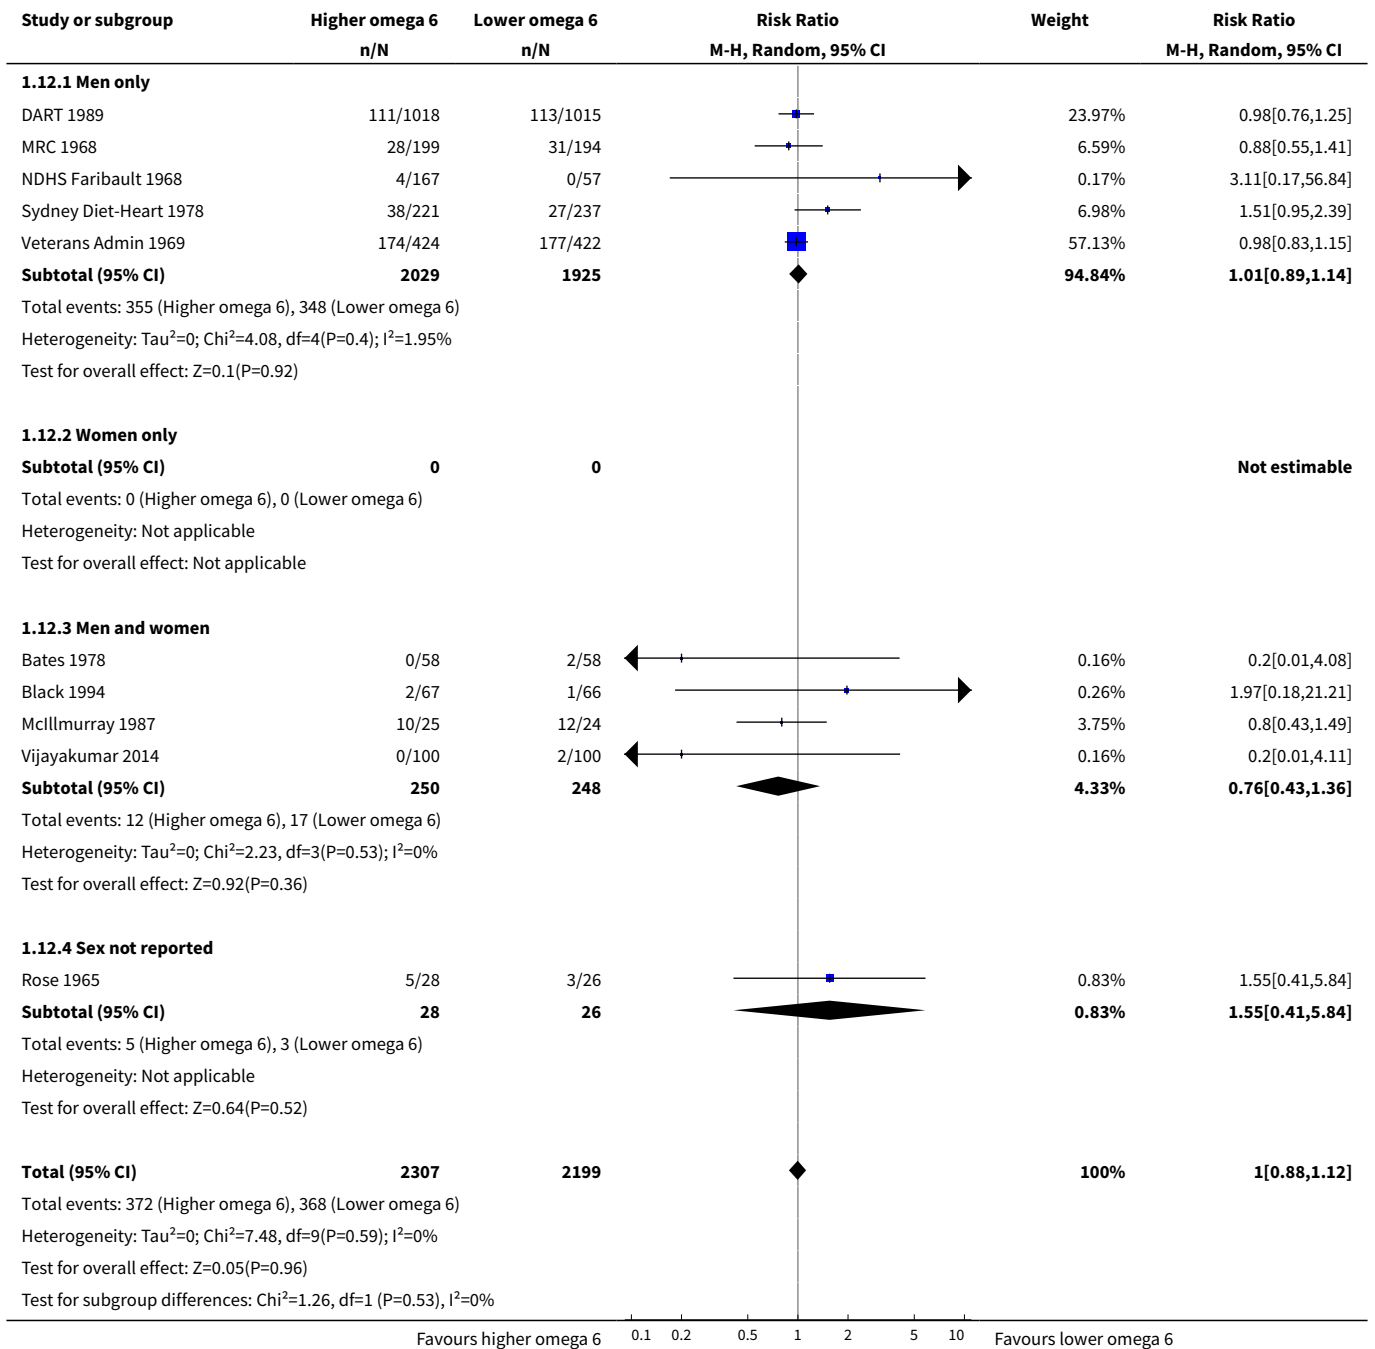 Study or subgroup Higher omega 6 Lower omega 6 Risk Ratio Weight Risk Ratio
n/N n/N M-H, Random, 95% CI M-H, Random, 95% CI
1.12.1 Men only
DART 1989 111/1018 113/1015 23.97% 0.98[0.76,1.25]
MRC 1968 28/199 31/194 6.59% 0.88[0.55,1.41]
NDHS Faribault 1968 4/167 0/57 0.17% 3.11[0.17,56.84]
Sydney Diet-Heart 1978 38/221 27/237 6.98% 1.51[0.95,2.39]
Veterans Admin 1969 174/424 177/422 57.13% 0.98[0.83,1.15]
Subtotal (95% CI) 2029 1925 94.84% 1.01[0.89,1.14]
Total events: 355 (Higher omega 6), 348 (Lower omega 6)
Heterogeneity: Tau²=0; Chi²=4.08, df=4(P=0.4); I²=1.95%
Test for overall effect: Z=0.1(P=0.92)
1.12.2 Women only
Subtotal (95% CI) 0 0 Not estimable
Total events: 0 (Higher omega 6), 0 (Lower omega 6)
Heterogeneity: Not applicable
Test for overall effect: Not applicable
1.12.3 Men and women
Bates 1978 0/58 2/58 0.16% 0.2[0.01,4.08]
Black 1994 2/67 1/66 0.26% 1.97[0.18,21.21]
McIllmurray 1987 10/25 12/24 3.75% 0.8[0.43,1.49]
Vijayakumar 2014 0/100 2/100 0.16% 0.2[0.01,4.11]
Subtotal (95% CI) 250 248 4.33% 0.76[0.43,1.36]
Total events: 12 (Higher omega 6), 17 (Lower omega 6)
Heterogeneity: Tau²=0; Chi²=2.23, df=3(P=0.53); I²=0%
Test for overall effect: Z=0.92(P=0.36)
1.12.4 Sex not reported
Rose 1965 5/28 3/26 0.83% 1.55[0.41,5.84]
Subtotal (95% CI) 28 26 0.83% 1.55[0.41,5.84]
Total events: 5 (Higher omega 6), 3 (Lower omega 6)
Heterogeneity: Not applicable
Test for overall effect: Z=0.64(P=0.52)
Total (95% CI) 2307 2199 100% 1[0.88,1.12]
Total events: 372 (Higher omega 6), 368 (Lower omega 6)
Heterogeneity: Tau²=0; Chi²=7.48, df=9(P=0.59); I²=0%
Test for overall effect: Z=0.05(P=0.96)
Test for subgroup differences: Chi²=1.26, df=1 (P=0.53), I²=0%
Favours higher omega 6 0.1 0.2 0.5 1 2 5 10 Favours lower omega 6